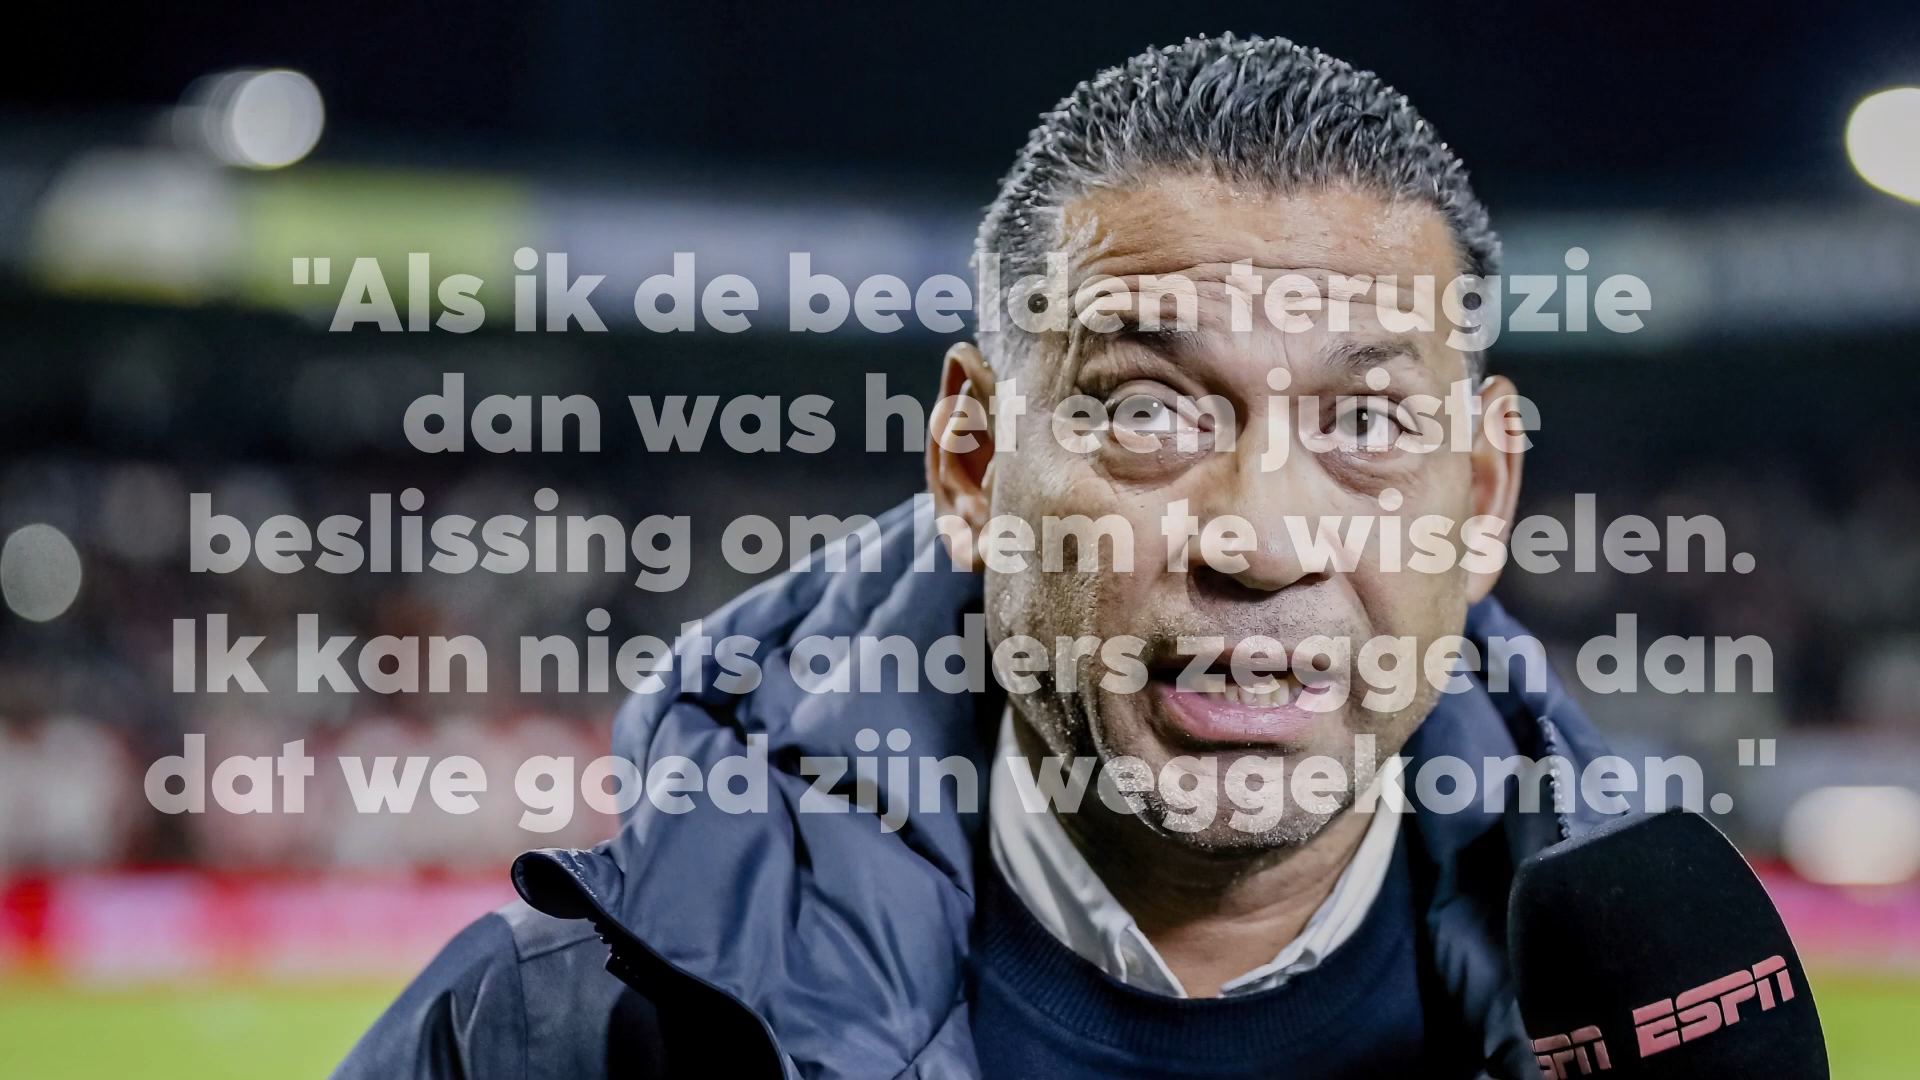 "Als ik de beelden terugzie
dan was het een juiste
beslissing om hem te wisselen.
Ik kan niets anders zeggen dan
dat we goed zijn weggekomen."
ESPN
ESPN